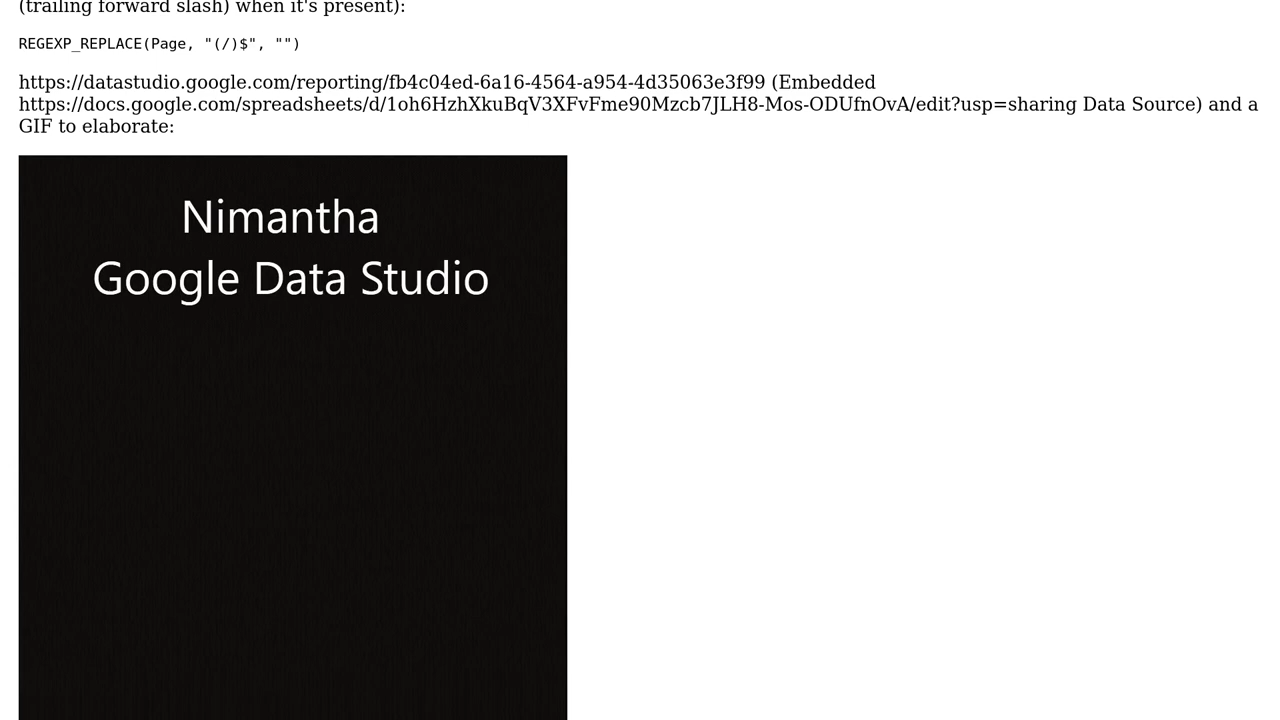 (trailing forward slash) when it's present):
REGEXP_REPLACE(Page, "(/)$", "")
https://datastudio.google.com/reporting/fb4c04ed-6a16-4564-a954-4d35063e3f99 (Embedded
https://docs.google.com/spreadsheets/d/1oh6HzhXkuBqV3XFvFme90Mzcb7JLH8-Mos-ODUfnOvA/edit?usp=sharing Data Source) and a
GIF to elaborate:
Nimantha
Google Data Studio